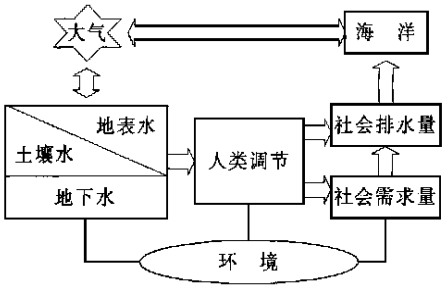 大气
海 洋
地表水
土壤水
地下水
人类调节
社会排水量
社会需求量
环 境